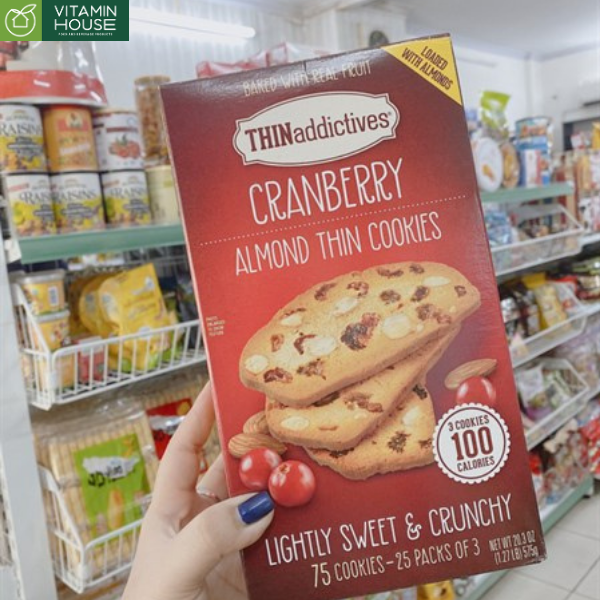 VITAMIN
HOUSE
BAKED WITH REAL FRUIT
LOADED
WITH ALMONDS
THINaddictives®
CRANBERRY
ALMOND THIN COOKIES
3 COOKIES
100
CALORIES
LIGHTLY SWEET & CRUNCHY
75 COOKIES-25 PACKS OF 3
NET WT 20.3 OZ
(1.27 LB) 575g
RAISINS
RAISINS